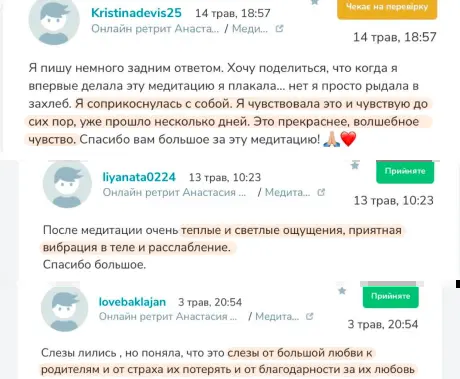 Kristinadevis25 14 трав, 18:57
Чекає на перевірку
Онлайн ретрит Анаста... / Меди...
14 трав, 18:57
Я пишу немного задним ответом. Хочу поделиться, что когда я
впервые делала эту медитацию я плакала... нет я просто рыдала в
захлеб. Я соприкоснулась с собой. Я чувствовала это и чувствую до
сих пор, уже прошло несколько дней. Это прекраснее, волшебное
чувство. Спасибо вам большое за эту медитацию! 🙏🏼❤️
liyanata0224 13 трав, 10:23
Прийняте
Онлайн ретрит Анастасия ... / Медита...
13 трав, 10:23
После медитации очень теплые и светлые ощущения, приятная
вибрация в теле и расслабление.
Спасибо большое.
lovebaklajan 3 трав, 20:54
Прийняте
Онлайн ретрит Анастасия ... / Медита...
3 трав, 20:54
Слезы лились , но поняла, что это слезы от большой любви к
родителям и от страха их потерять и от благодарности за их любовь